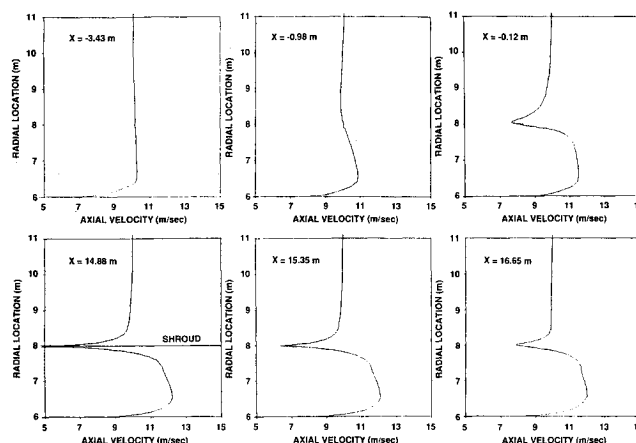 X = -3.43 m
RADIAL LOCATION (m)
11
10
9
8
7
6
5 7 9 11 13 15
AXIAL VELOCITY (m/sec)
X = -0.98 m
RADIAL LOCATION (m)
11
10
9
8
7
6
5 7 9 11 13 15
AXIAL VELOCITY (m/sec)
X = -0.12 m
RADIAL LOCATION (m)
11
10
9
8
7
6
5 7 9 11 13 15
AXIAL VELOCITY (m/sec)
X = 14.88 m
SHROUD
RADIAL LOCATION (m)
11
10
9
8
7
6
5 7 9 11 13 15
AXIAL VELOCITY (m/sec)
X = 15.35 m
RADIAL LOCATION (m)
11
10
9
8
7
6
5 7 9 11 13 15
AXIAL VELOCITY (m/sec)
X = 16.65 m
RADIAL LOCATION (m)
11
10
9
8
7
6
5 7 9 11 13 15
AXIAL VELOCITY (m/sec)